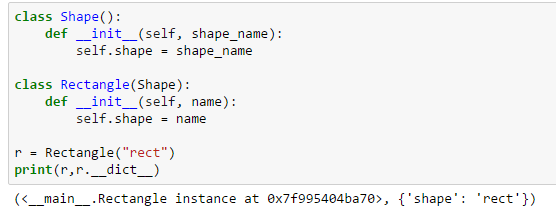 class Shape():
    def __init__(self, shape_name):
        self.shape = shape_name

class Rectangle(Shape):
    def __init__(self, name):
        self.shape = name

r = Rectangle("rect")
print(r,r.__dict__)
(<__main__.Rectangle instance at 0x7f995404ba70>, {'shape': 'rect'})